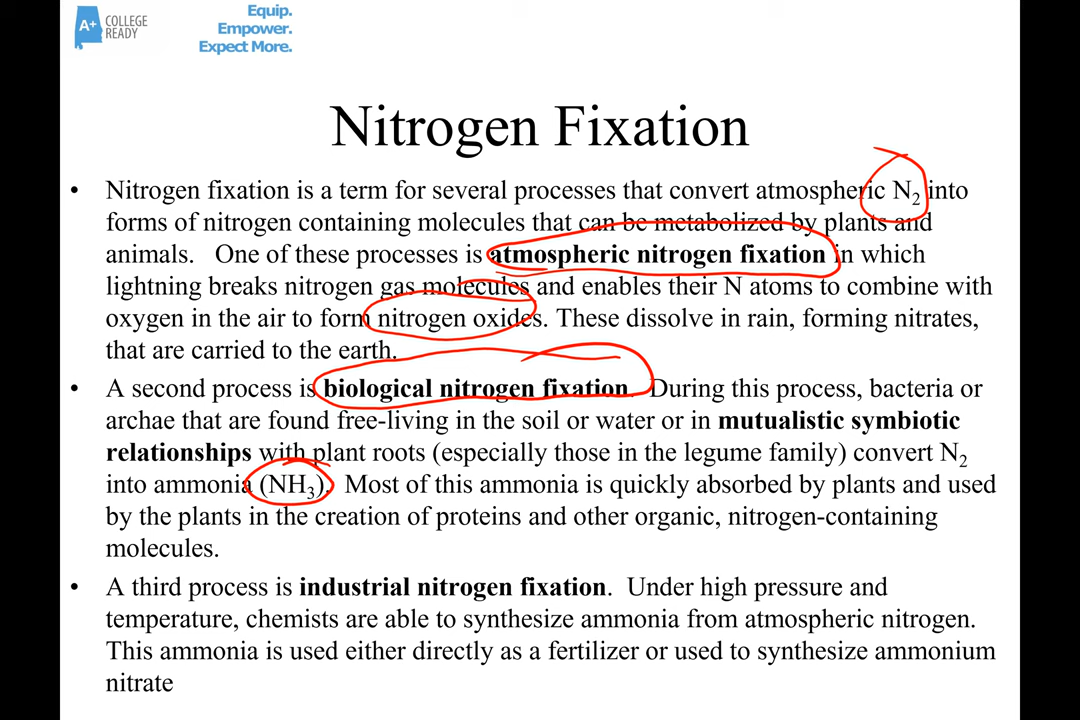 A+ COLLEGE
READY
Equip.
Empower.
Expect More.
Nitrogen Fixation
• Nitrogen fixation is a term for several processes that convert atmospheric N₂ into
forms of nitrogen containing molecules that can be metabolized by plants and
animals. One of these processes is atmospheric nitrogen fixation in which
lightning breaks nitrogen gas molecules and enables their N atoms to combine with
oxygen in the air to form nitrogen oxides. These dissolve in rain, forming nitrates,
that are carried to the earth.
• A second process is biological nitrogen fixation. During this process, bacteria or
archae that are found free-living in the soil or water or in mutualistic symbiotic
relationships with plant roots (especially those in the legume family) convert N₂
into ammonia (NH₃). Most of this ammonia is quickly absorbed by plants and used
by the plants in the creation of proteins and other organic, nitrogen-containing
molecules.
• A third process is industrial nitrogen fixation. Under high pressure and
temperature, chemists are able to synthesize ammonia from atmospheric nitrogen.
This ammonia is used either directly as a fertilizer or used to synthesize ammonium
nitrate